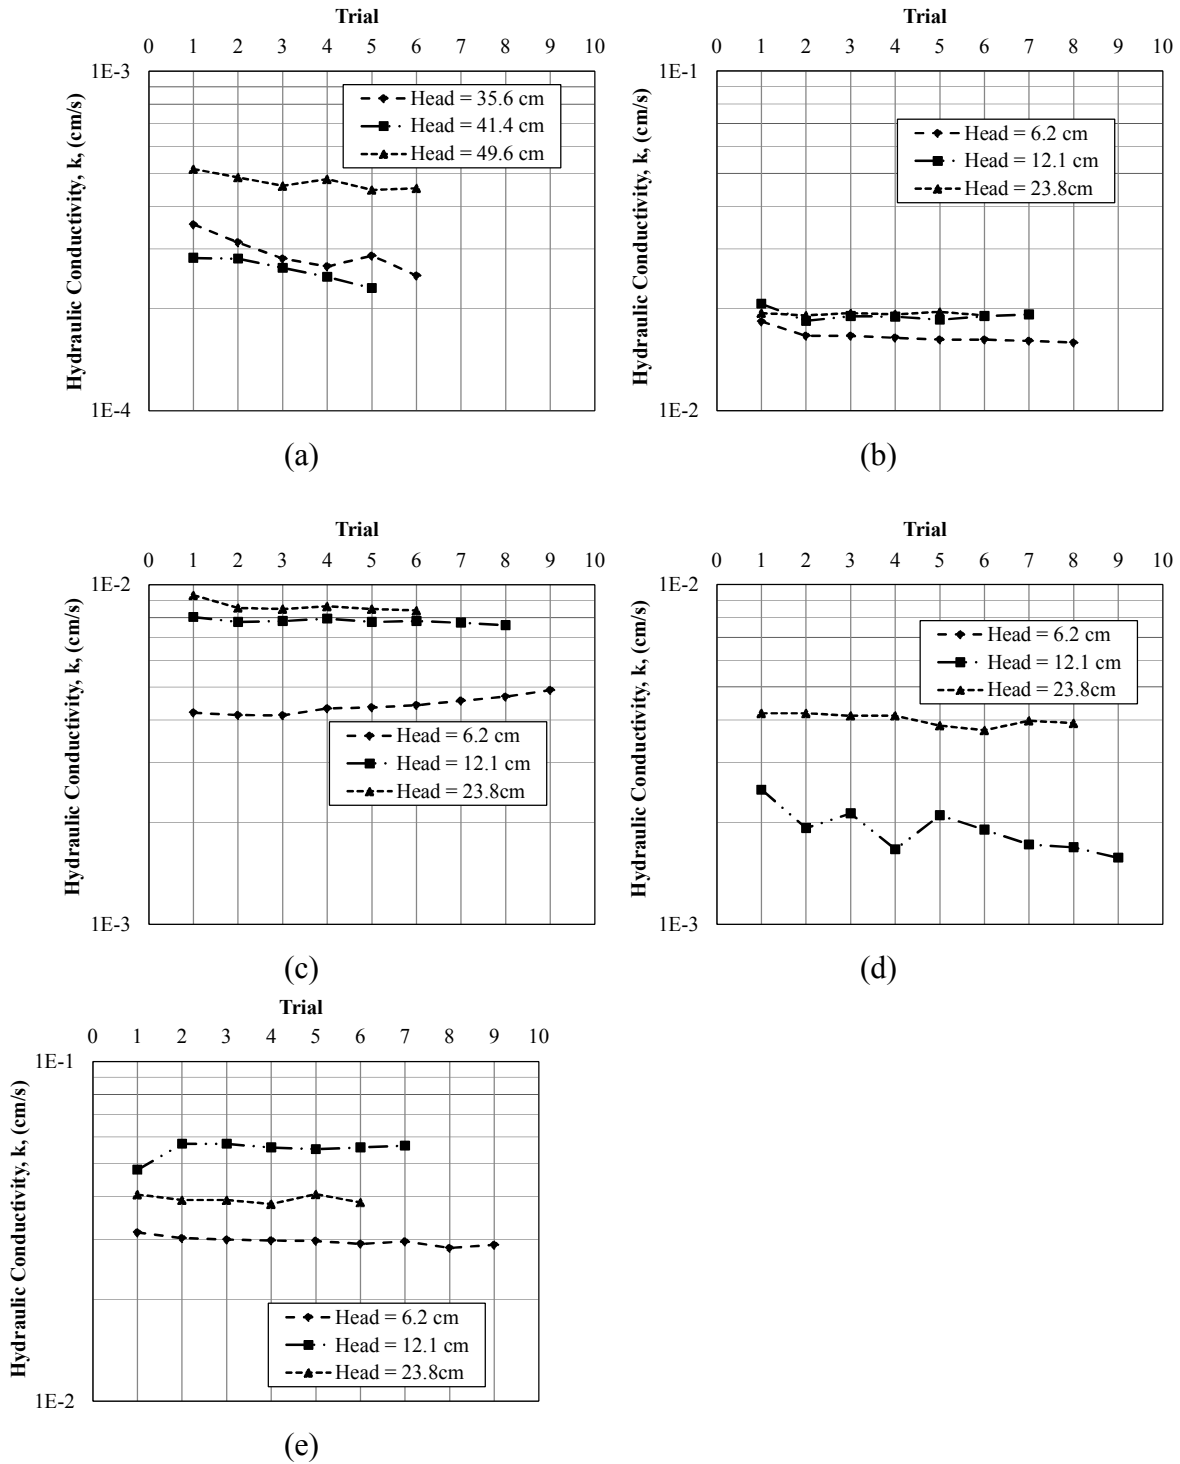 Trial
0 1 2 3 4 5 6 7 8 9 10
1E-3
Hydraulic Conductivity, k, (cm/s)
Head = 35.6 cm
Head = 41.4 cm
Head = 49.6 cm
1E-4
(a)
Trial
0 1 2 3 4 5 6 7 8 9 10
1E-1
Hydraulic Conductivity, k, (cm/s)
Head = 6.2 cm
Head = 12.1 cm
Head = 23.8cm
1E-2
(b)
Trial
0 1 2 3 4 5 6 7 8 9 10
1E-2
Hydraulic Conductivity, k, (cm/s)
Head = 6.2 cm
Head = 12.1 cm
Head = 23.8cm
1E-3
(c)
Trial
0 1 2 3 4 5 6 7 8 9 10
1E-2
Hydraulic Conductivity, k, (cm/s)
Head = 6.2 cm
Head = 12.1 cm
Head = 23.8cm
1E-3
(d)
Trial
0 1 2 3 4 5 6 7 8 9 10
1E-1
Hydraulic Conductivity, k, (cm/s)
Head = 6.2 cm
Head = 12.1 cm
Head = 23.8cm
1E-2
(e)